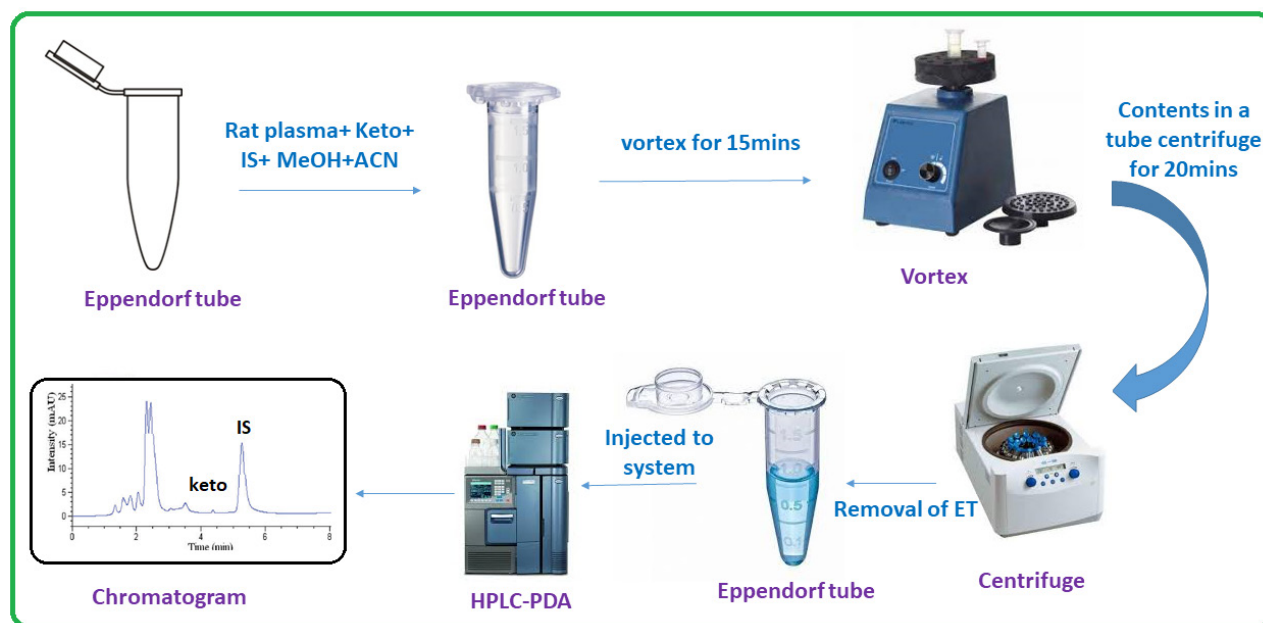 Rat plasma+ Keto+
IS+ MeOH+ACN
vortex for 15mins
Contents in a
tube centrifuge
for 20mins
Eppendorf tube
Eppendorf tube
Vortex
Injected to
system
Removal of ET
1.5
1.0
0.5
0.1
Intensity (mAU)
25
20
15
10
5
0
keto
IS
0
2
4
6
8
Time (min)
Chromatogram
HPLC-PDA
Eppendorf tube
Centrifuge